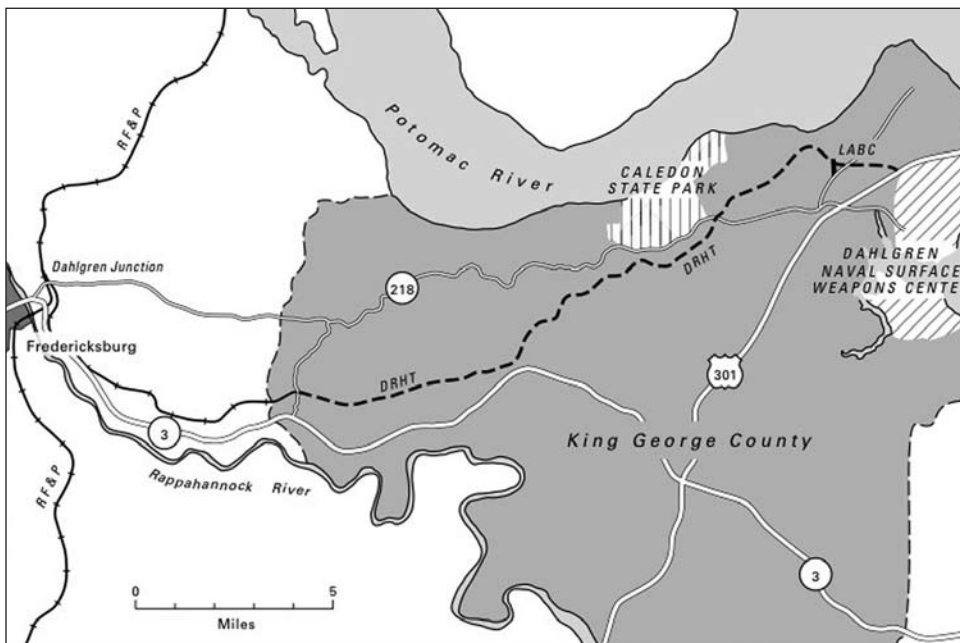 RF&P
Potomac River
LABC
CALEDON
STATE PARK
Dahlgren Junction
218
DRHT
DAHLGREN
NAVAL SURFACE
WEAPONS CENTER
Fredericksburg
DRHT
301
3
King George County
Rappahannock River
RF&P
0 5
Miles
3